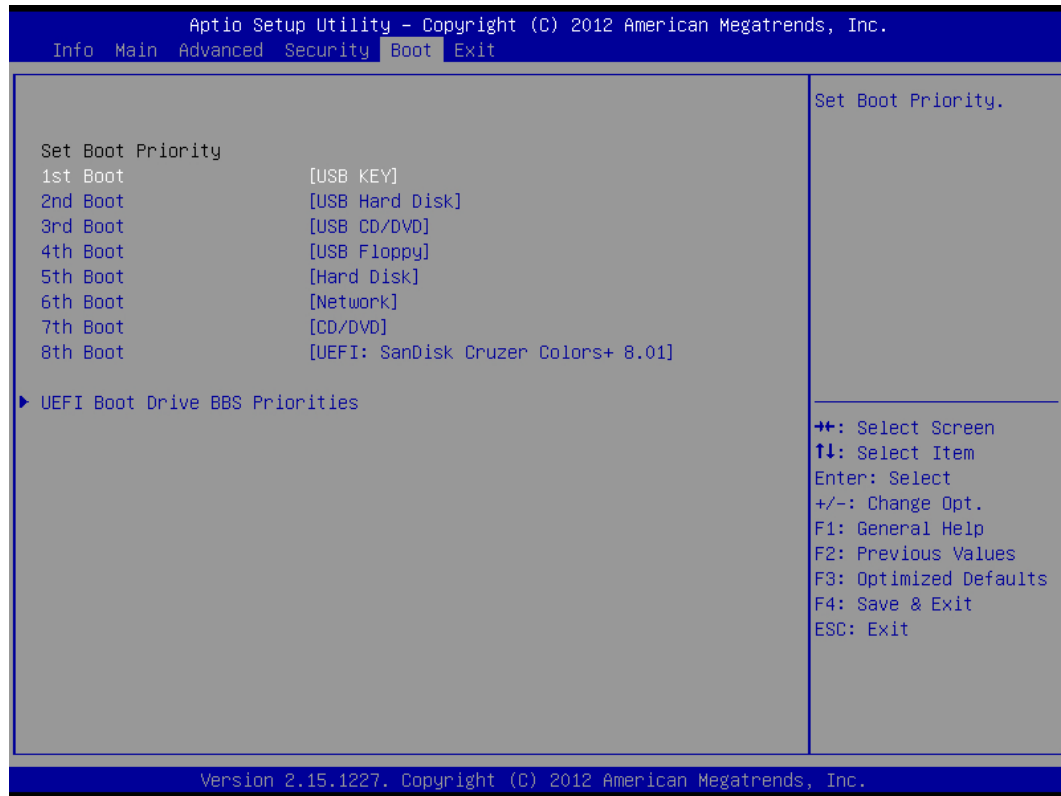 Aptio Setup Utility – Copyright (C) 2012 American Megatrends, Inc.
Info Main Advanced Security Boot Exit
Set Boot Priority
1st Boot [USB KEY]
2nd Boot [USB Hard Disk]
3rd Boot [USB CD/DVD]
4th Boot [USB Floppy]
5th Boot [Hard Disk]
6th Boot [Network]
7th Boot [CD/DVD]
8th Boot [UEFI: SanDisk Cruzer Colors+ 8.01]
▶ UEFI Boot Drive BBS Priorities
Set Boot Priority.
→←: Select Screen
↑↓: Select Item
Enter: Select
+/-: Change Opt.
F1: General Help
F2: Previous Values
F3: Optimized Defaults
F4: Save & Exit
ESC: Exit
Version 2.15.1227. Copyright (C) 2012 American Megatrends, Inc.